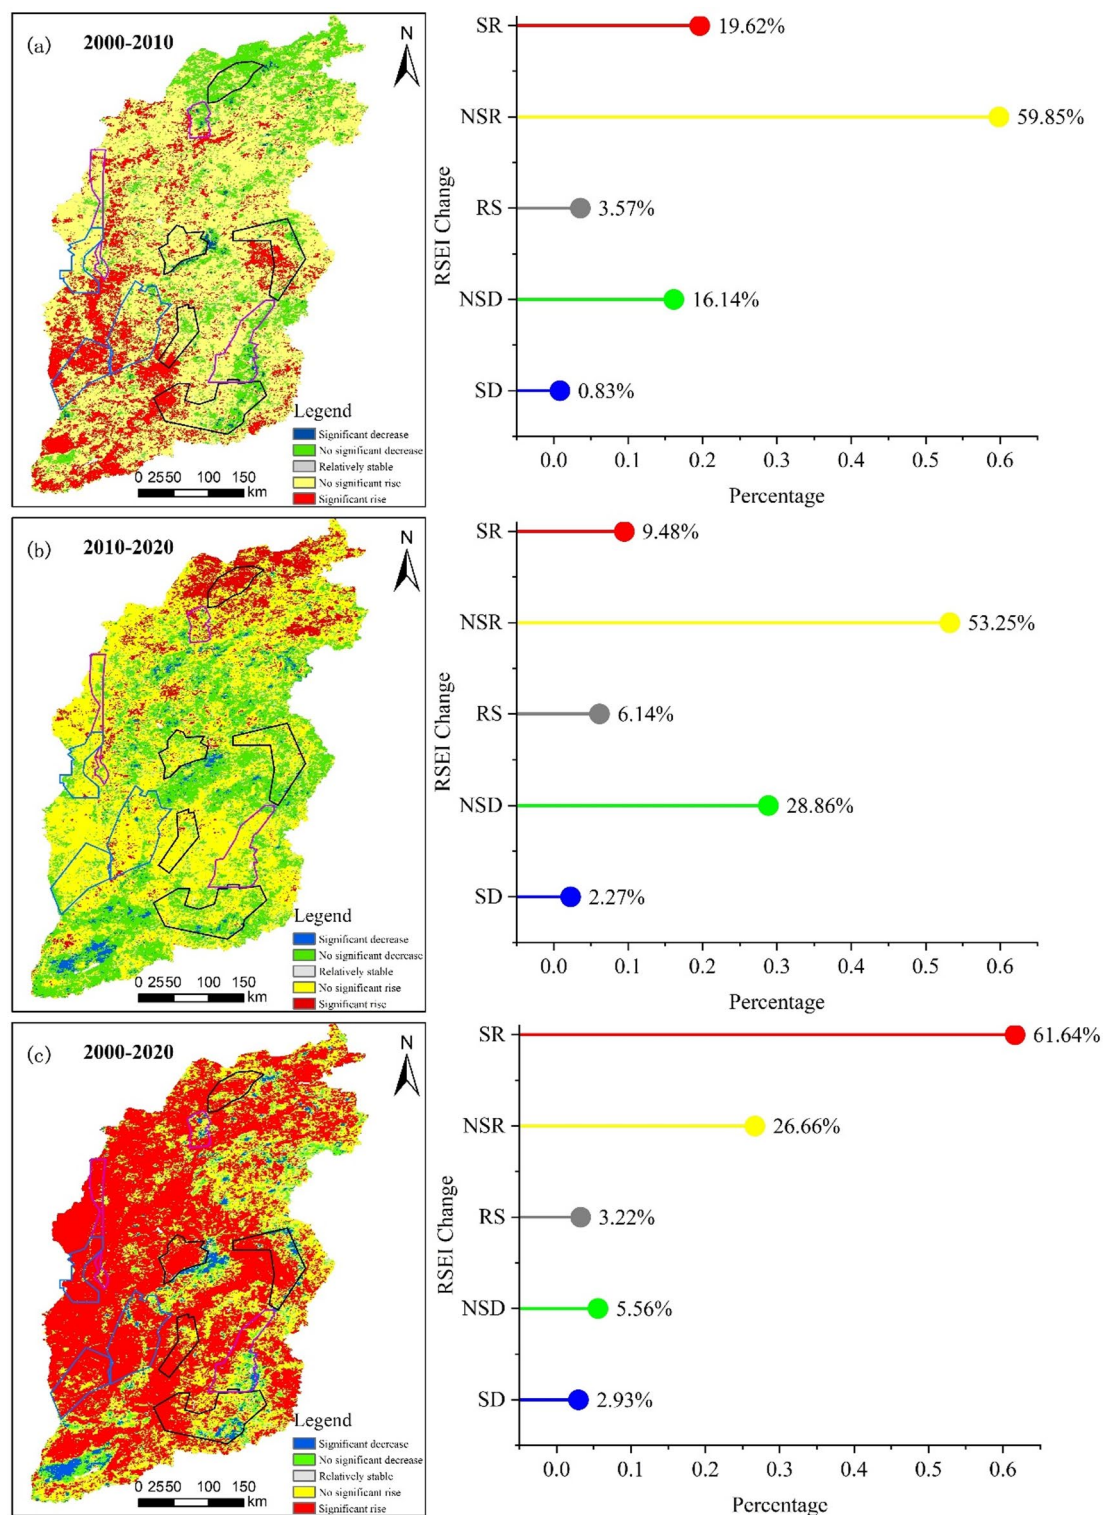 (a)
2000-2010
N
Legend
Significant decrease
No significant decrease
Relatively stable
No significant rise
Significant rise
0 2550 100 150
km
SR
19.62%
NSR
59.85%
RS
3.57%
NSD
16.14%
SD
0.83%
RSEI Change
0.0 0.1 0.2 0.3 0.4 0.5 0.6
Percentage
(b)
2010-2020
N
Legend
Significant decrease
No significant decrease
Relatively stable
No significant rise
Significant rise
0 2550 100 150
km
SR
9.48%
NSR
53.25%
RS
6.14%
NSD
28.86%
SD
2.27%
RSEI Change
0.0 0.1 0.2 0.3 0.4 0.5 0.6
Percentage
(c)
2000-2020
N
Legend
Significant decrease
No significant decrease
Relatively stable
No significant rise
Significant rise
0 2550 100 150
km
SR
61.64%
NSR
26.66%
RS
3.22%
NSD
5.56%
SD
2.93%
RSEI Change
0.0 0.1 0.2 0.3 0.4 0.5 0.6
Percentage